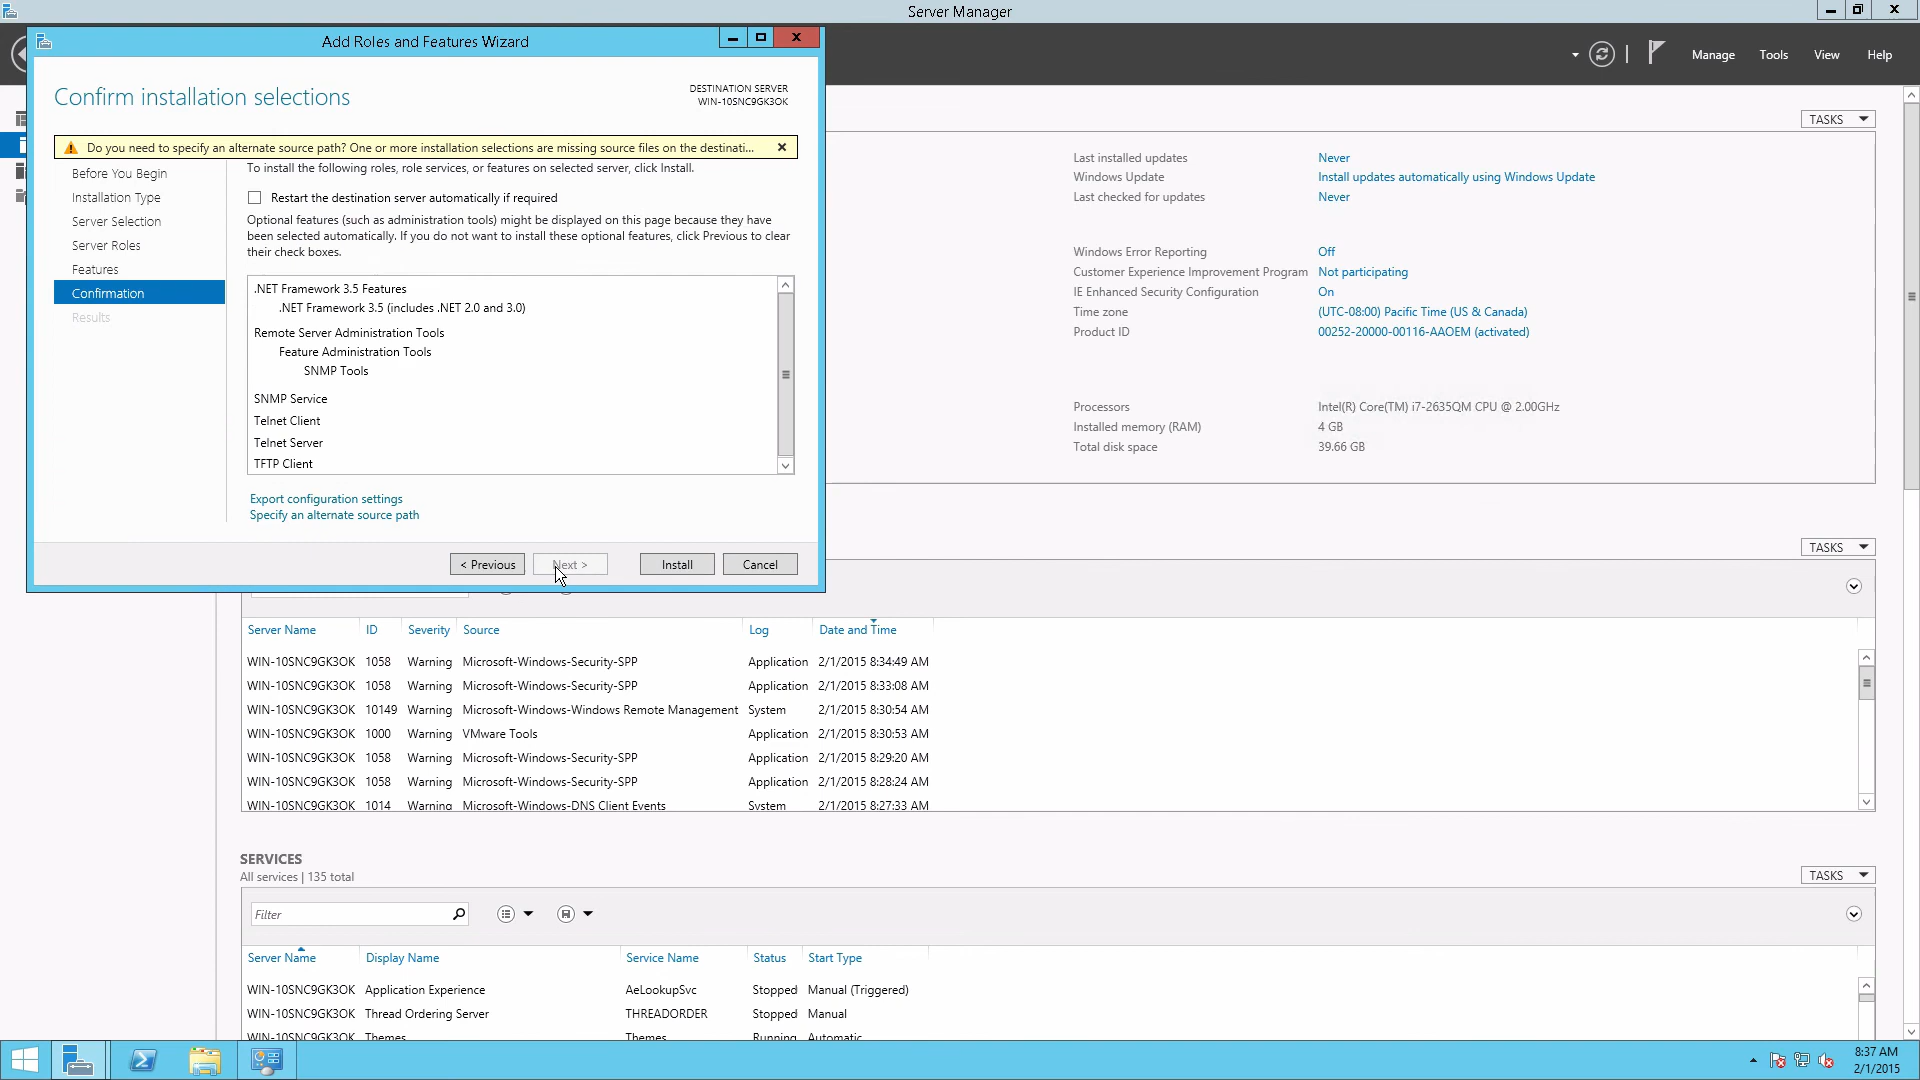 Server Manager
Manage
Tools
View
Help
Add Roles and Features Wizard
Confirm installation selections
DESTINATION SERVER
WIN-10SNC9GK3OK
Do you need to specify an alternate source path? One or more installation selections are missing source files on the destinati...
Before You Begin
Installation Type
Server Selection
Server Roles
Features
Confirmation
Results
To install the following roles, role services, or features on selected server, click Install.
Restart the destination server automatically if required
Optional features (such as administration tools) might be displayed on this page because they have
been selected automatically. If you do not want to install these optional features, click Previous to clear
their check boxes.
.NET Framework 3.5 Features
.NET Framework 3.5 (includes .NET 2.0 and 3.0)
Remote Server Administration Tools
Feature Administration Tools
SNMP Tools
SNMP Service
Telnet Client
Telnet Server
TFTP Client
Export configuration settings
Specify an alternate source path
< Previous
Next >
Install
Cancel
TASKS
Last installed updates Never
Windows Update Install updates automatically using Windows Update
Last checked for updates Never
Windows Error Reporting Off
Customer Experience Improvement Program Not participating
IE Enhanced Security Configuration On
Time zone (UTC-08:00) Pacific Time (US & Canada)
Product ID 00252-20000-00116-AAOEM (activated)
Processors Intel(R) Core(TM) i7-2635QM CPU @ 2.00GHz
Installed memory (RAM) 4 GB
Total disk space 39.66 GB
TASKS
Server Name ID Severity Source Log Date and Time
WIN-10SNC9GK3OK 1058 Warning Microsoft-Windows-Security-SPP Application 2/1/2015 8:34:49 AM
WIN-10SNC9GK3OK 1058 Warning Microsoft-Windows-Security-SPP Application 2/1/2015 8:33:08 AM
WIN-10SNC9GK3OK 10149 Warning Microsoft-Windows-Windows Remote Management System 2/1/2015 8:30:54 AM
WIN-10SNC9GK3OK 1000 Warning VMware Tools Application 2/1/2015 8:30:53 AM
WIN-10SNC9GK3OK 1058 Warning Microsoft-Windows-Security-SPP Application 2/1/2015 8:29:20 AM
WIN-10SNC9GK3OK 1058 Warning Microsoft-Windows-Security-SPP Application 2/1/2015 8:28:24 AM
WIN-10SNC9GK3OK 1014 Warning Microsoft-Windows-DNS Client Events System 2/1/2015 8:27:33 AM
SERVICES
All services | 135 total
TASKS
Filter
Server Name Display Name Service Name Status Start Type
WIN-10SNC9GK3OK Application Experience AeLookupSvc Stopped Manual (Triggered)
WIN-10SNC9GK3OK Thread Ordering Server THREADORDER Stopped Manual
WIN-10SNC9GK3OK Themes Themes Running Automatic
8:37 AM
2/1/2015